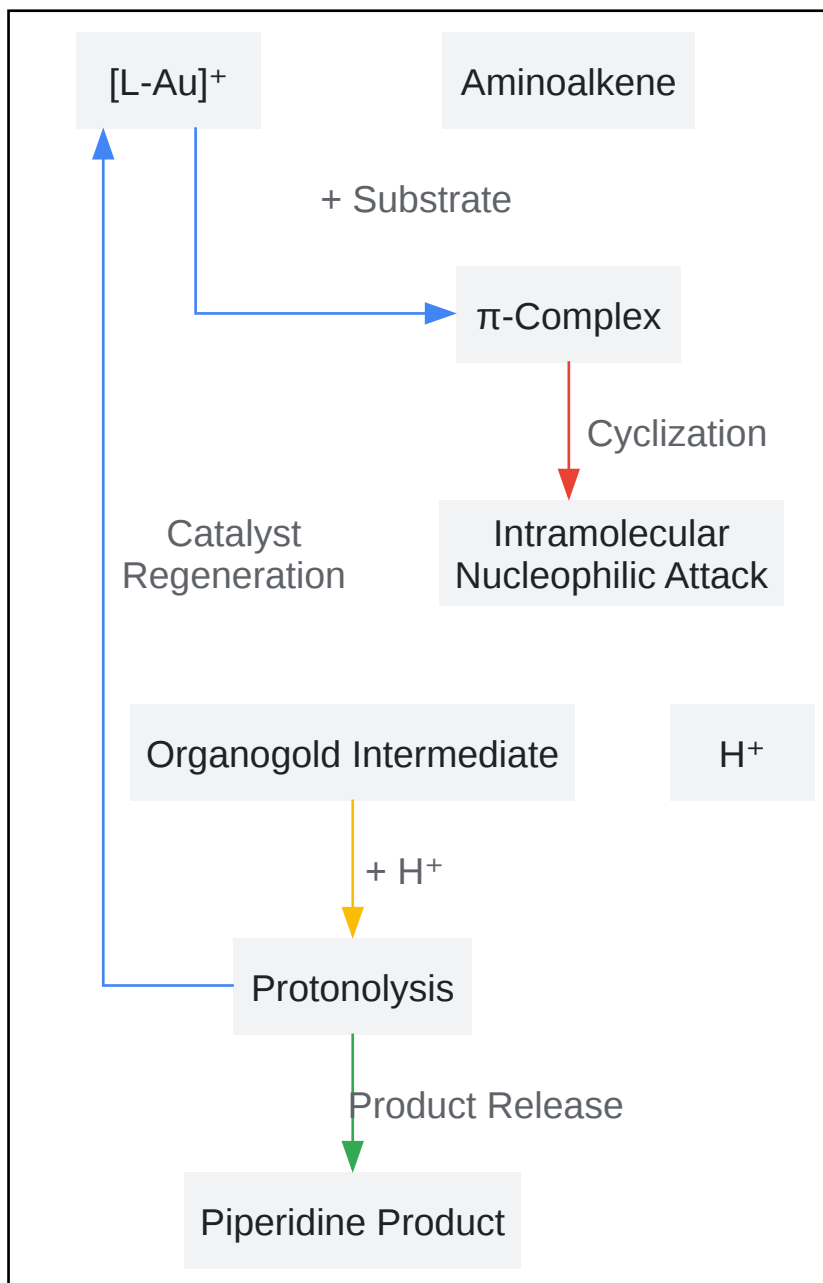 [L-Au]⁺
Aminoalkene
+ Substrate
π-Complex
Cyclization
Intramolecular
Nucleophilic Attack
Catalyst
Regeneration
Organogold Intermediate
H⁺
+ H⁺
Protonolysis
Product Release
Piperidine Product